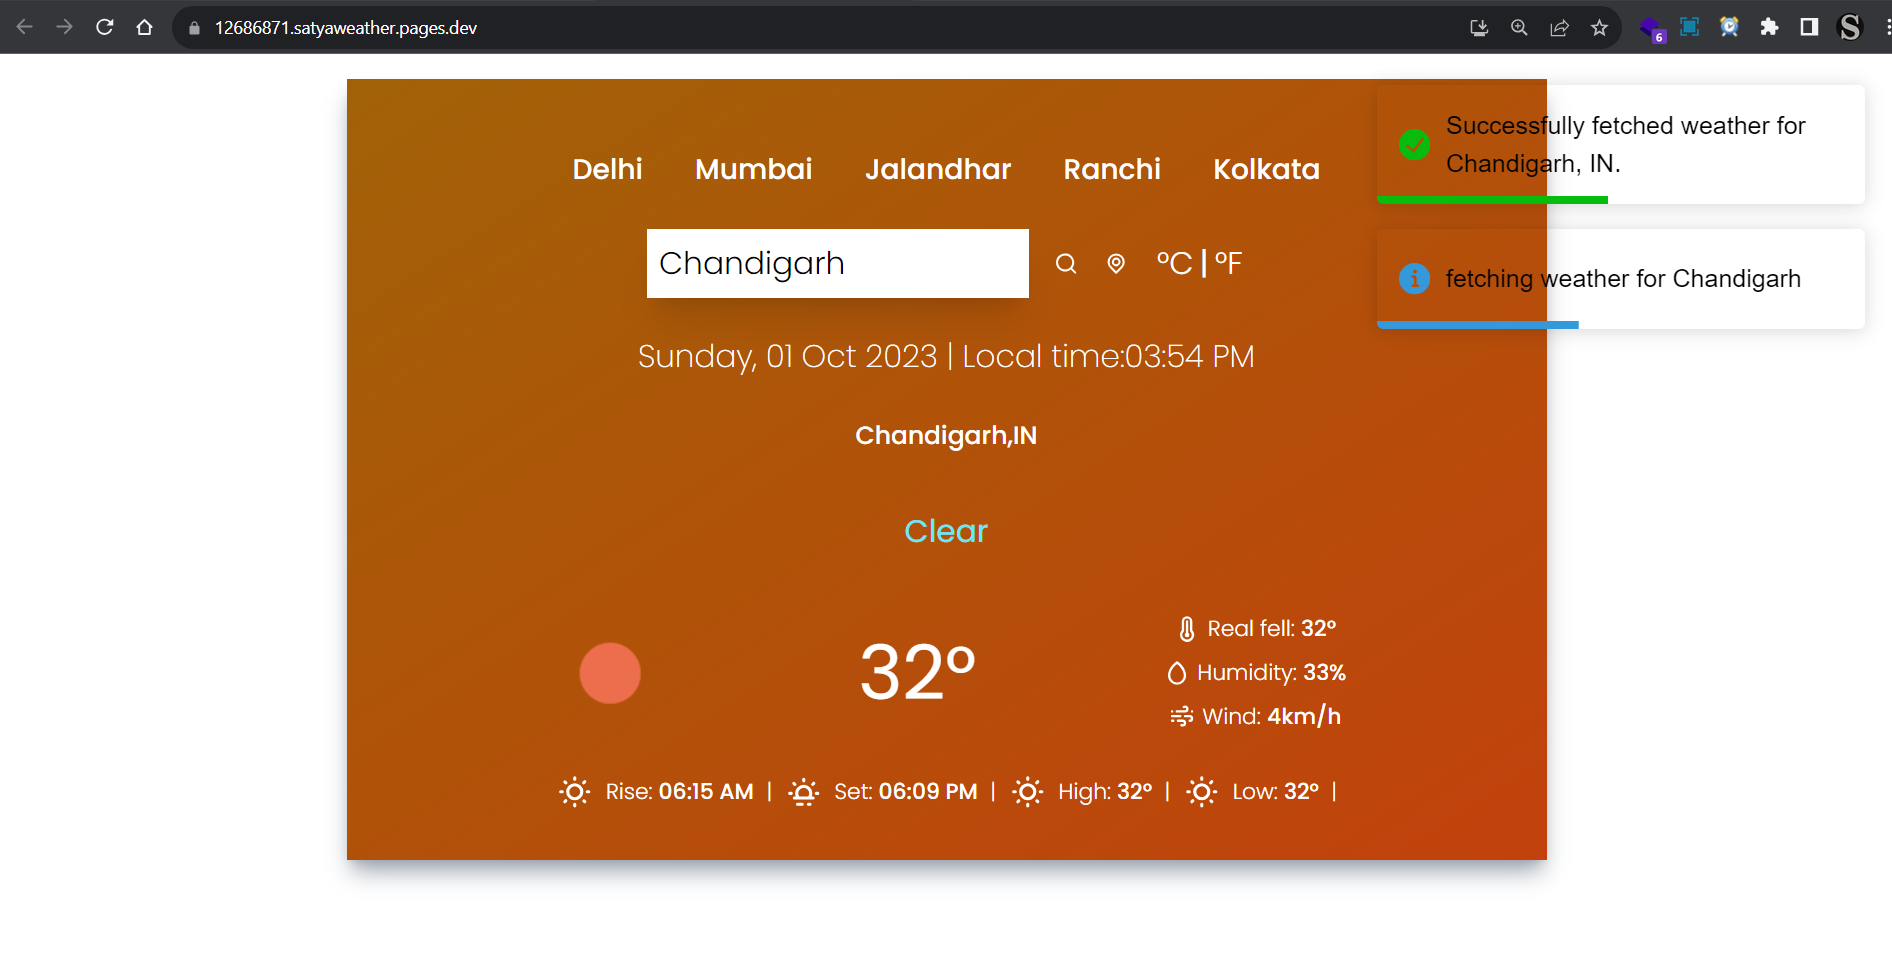 12686871.satyaweather.pages.dev
6
S
Delhi Mumbai Jalandhar Ranchi Kolkata
Successfully fetched weather for
Chandigarh, IN.
Chandigarh °C | °F
fetching weather for Chandigarh
Sunday, 01 Oct 2023 | Local time:03:54 PM
Chandigarh,IN
Clear
32°
Real fell: 32°
Humidity: 33%
Wind: 4km/h
Rise: 06:15 AM | Set: 06:09 PM | High: 32° | Low: 32° |